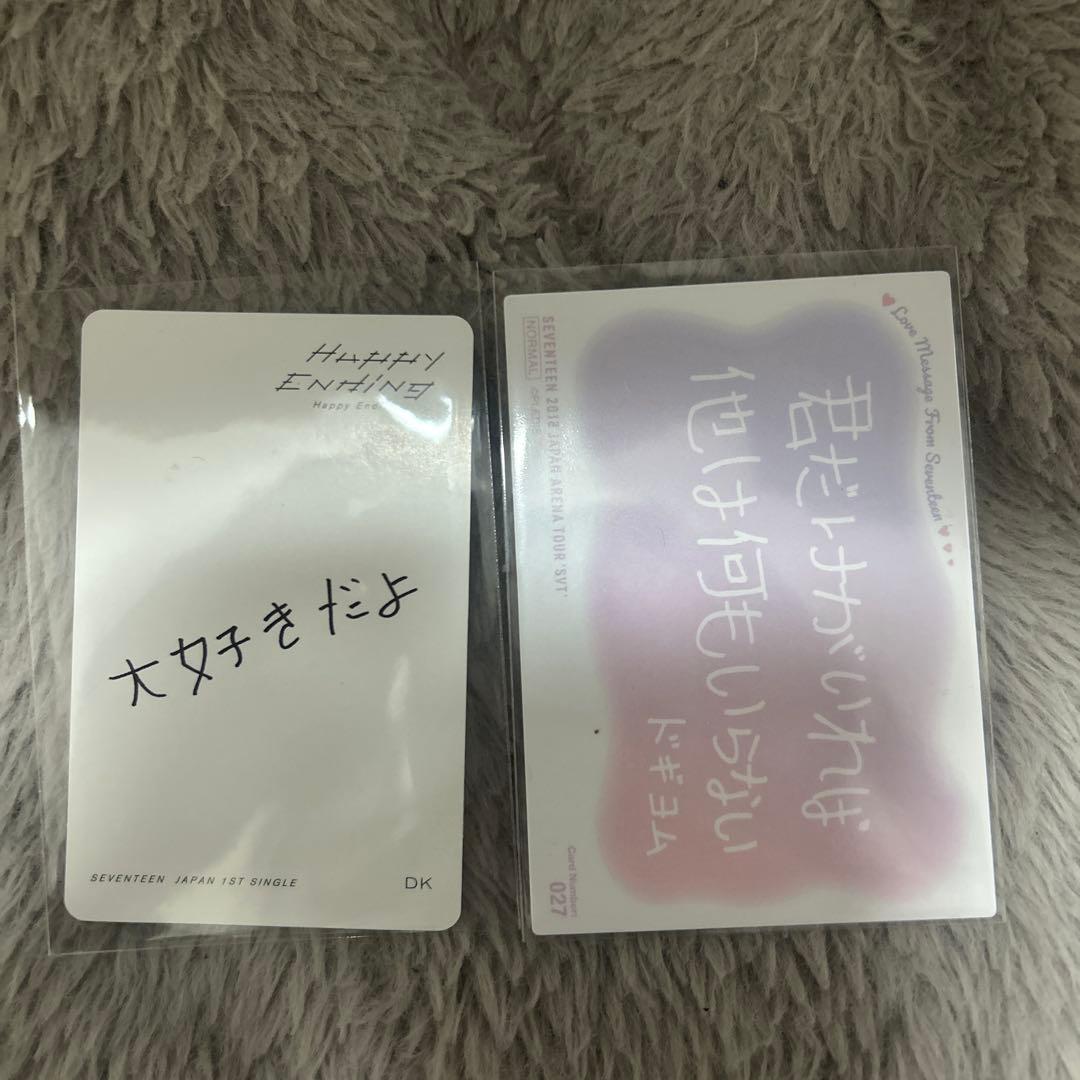 HAPPY
ENDING
Happy En
大好きだよ
SEVENTEEN JAPAN 1ST SINGLE
DK
Love Message From Seventeen
君だけがいれば
他は何もいらない
ドギョム
SEVENTEEN 2018 JAPAN ARENA TOUR 'SVT'
NORMAL
©PLEDIS
Card Number:
027